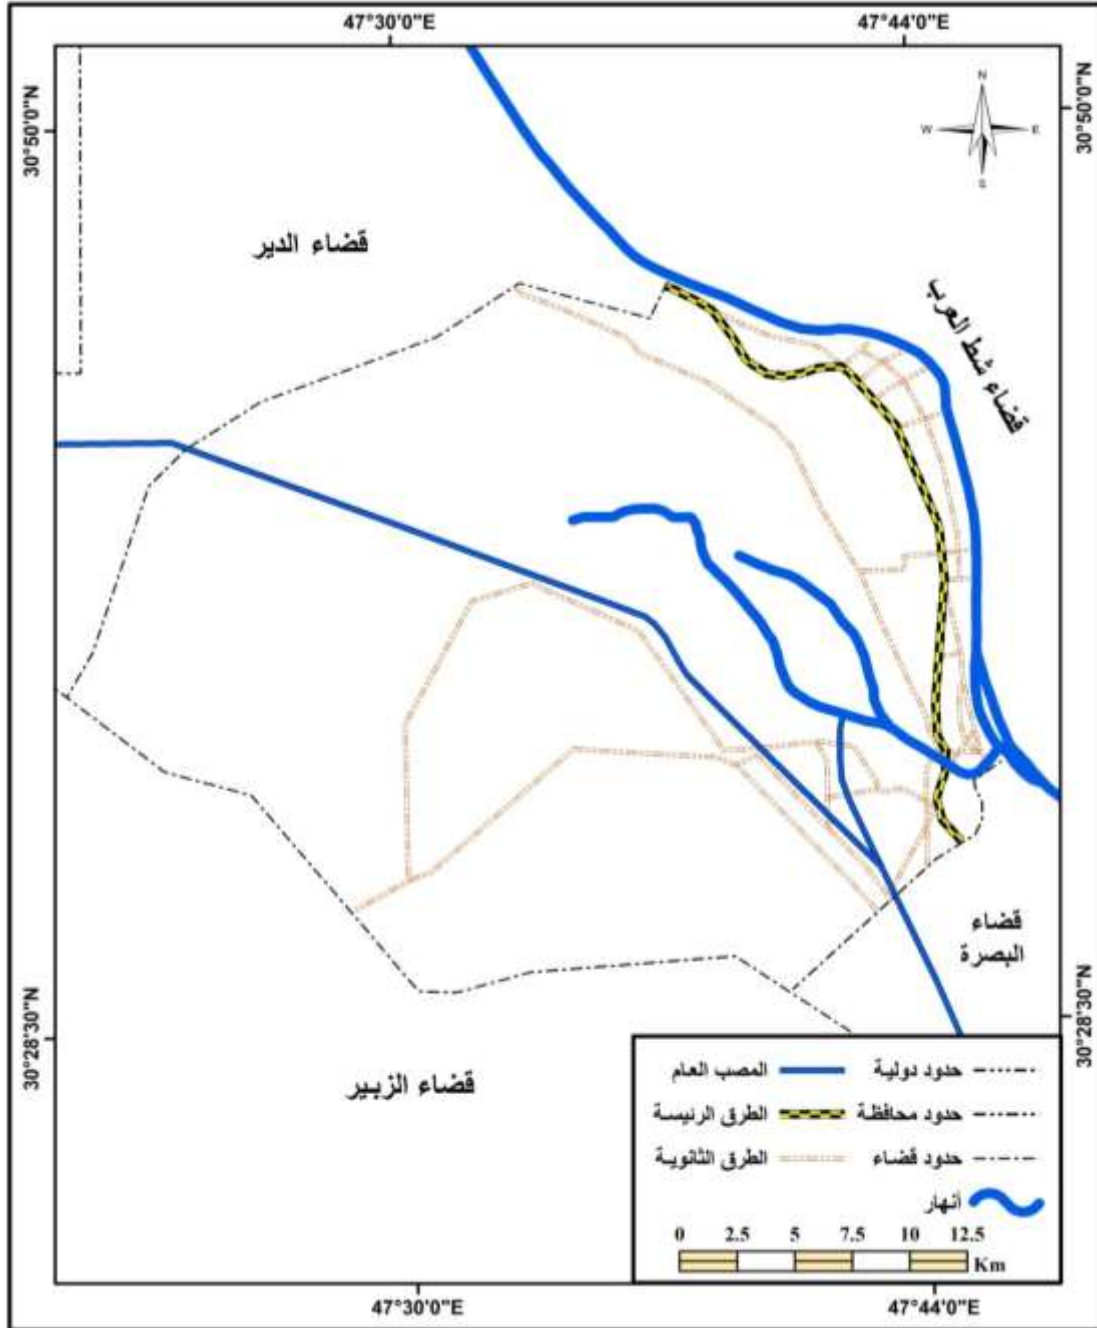 47°30'0"E
47°44'0"E
30°50'0"N
30°50'0"N
N
W
E
S
قضاء الدير
قضاء شط العرب
قضاء
البصرة
30°28'30"N
30°28'30"N
قضاء الزبير
حدود دولية
المصب العام
حدود محافظة
الطرق الرئيسة
حدود قضاء
الطرق الثانوية
أنهار
0 2.5 5 7.5 10 12.5
Km
47°30'0"E
47°44'0"E